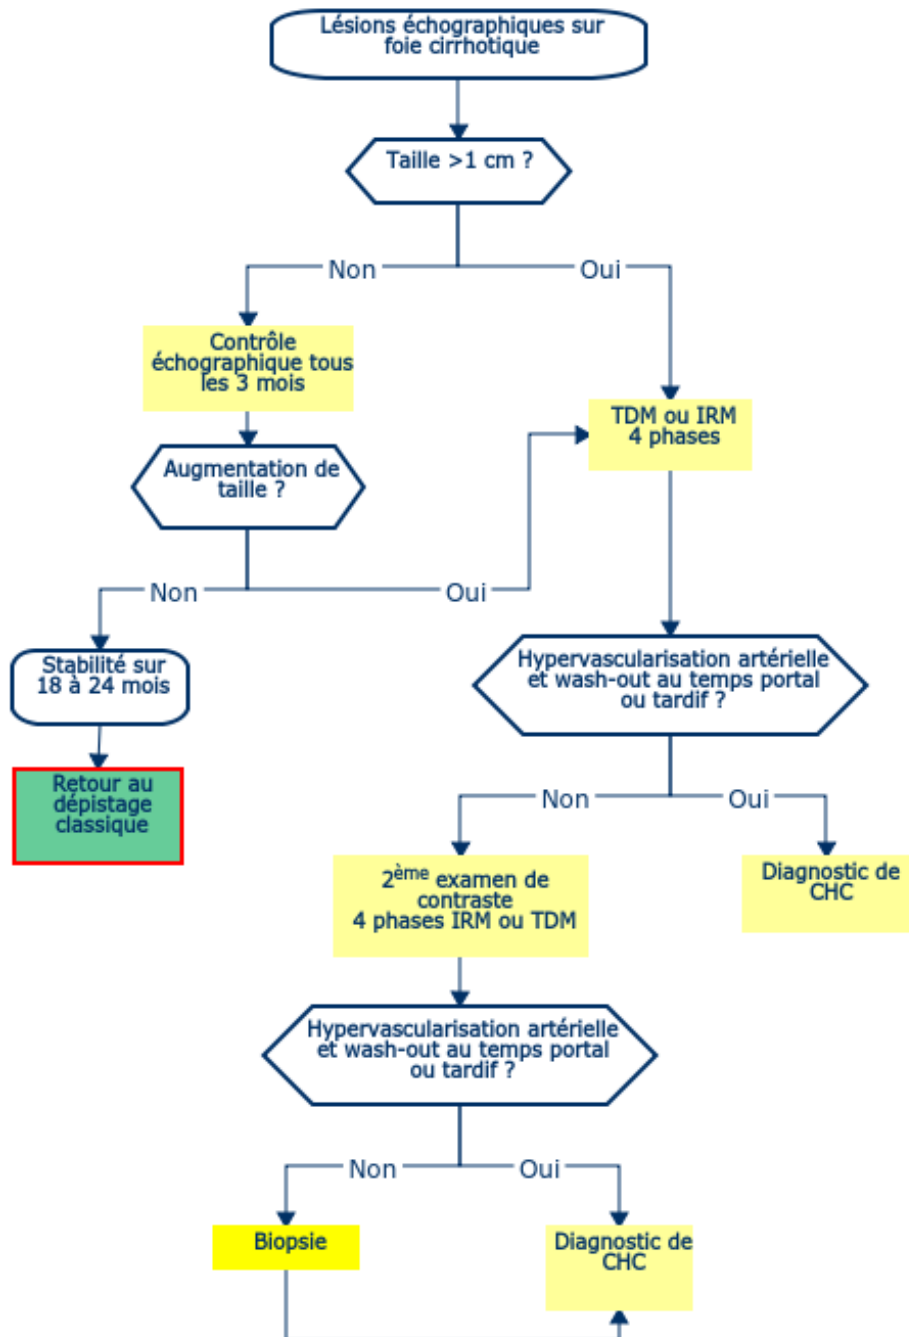 Lésions échographiques sur
foie cirrhotique
Taille >1 cm ?
Non
Oui
Contrôle
échographique tous
les 3 mois
TDM ou IRM
4 phases
Augmentation de
taille ?
Non
Oui
Stabilité sur
18 à 24 mois
Hypervascularisation artérielle
et wash-out au temps portal
ou tardif ?
Retour au
dépistage
classique
Non
Oui
2ème examen de
contraste
4 phases IRM ou TDM
Diagnostic de
CHC
Hypervascularisation artérielle
et wash-out au temps portal
ou tardif ?
Non
Oui
Biopsie
Diagnostic de
CHC